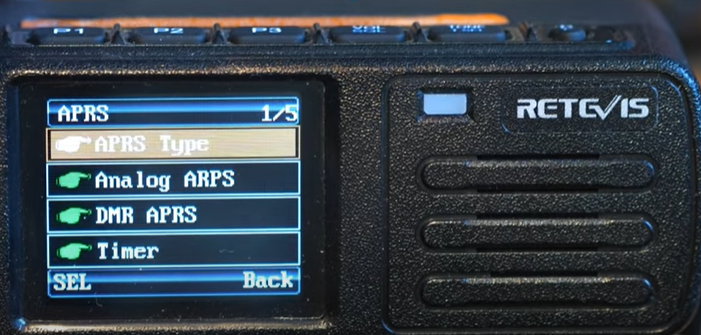 P1 P2 P3
RETEVIS
APRS 1/5
APRS Type
Analog ARPS
DMR APRS
Timer
SEL Back